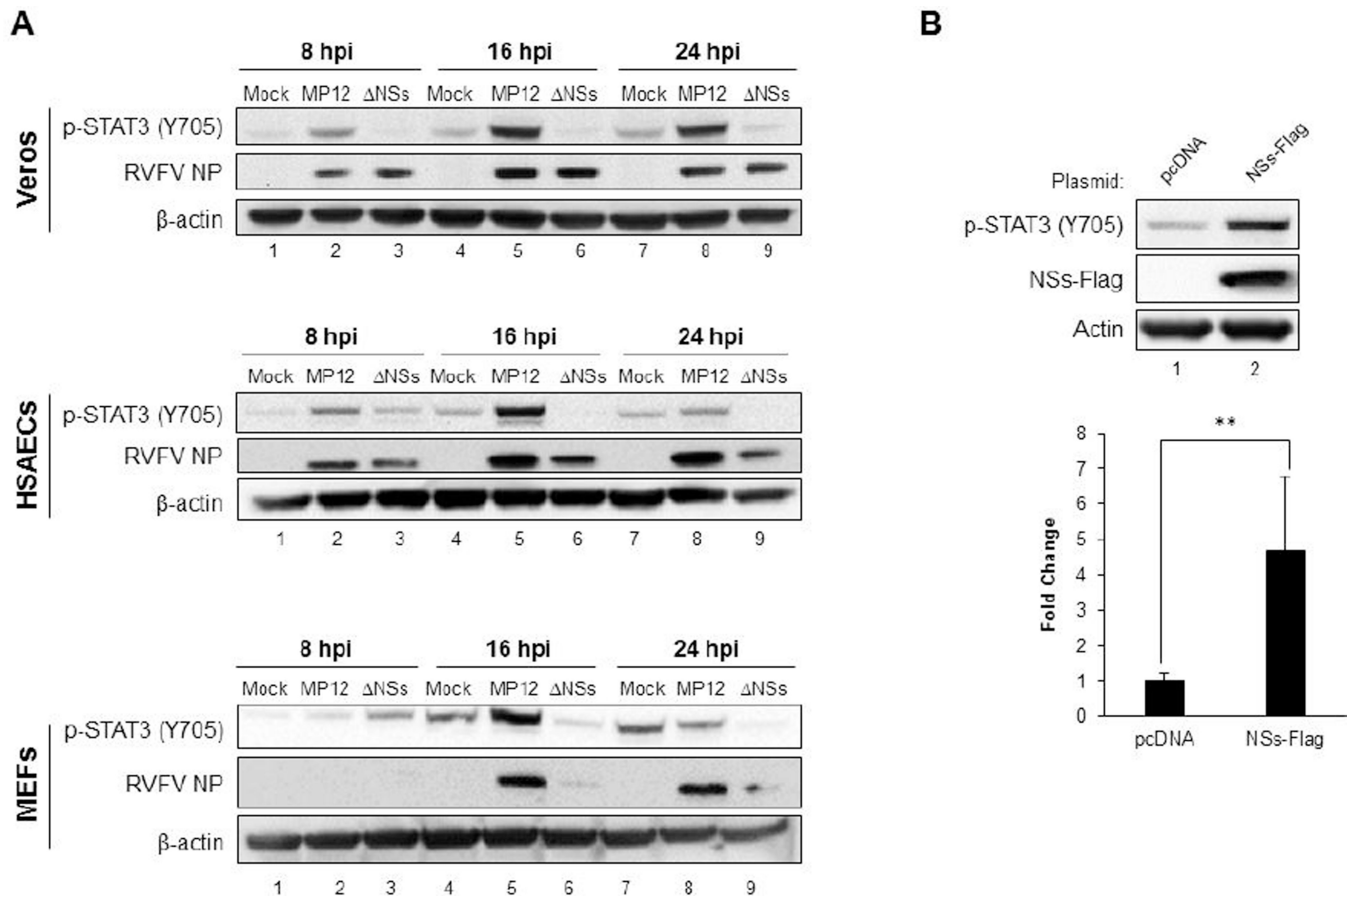 A
8 hpi 16 hpi 24 hpi
Mock MP12 ΔNSs Mock MP12 ΔNSs Mock MP12 ΔNSs
Veros
p-STAT3 (Y705)
RVFV NP
β-actin
1 2 3 4 5 6 7 8 9
8 hpi 16 hpi 24 hpi
Mock MP12 ΔNSs Mock MP12 ΔNSs Mock MP12 ΔNSs
HSAECs
p-STAT3 (Y705)
RVFV NP
β-actin
1 2 3 4 5 6 7 8 9
8 hpi 16 hpi 24 hpi
Mock MP12 ΔNSs Mock MP12 ΔNSs Mock MP12 ΔNSs
MEFs
p-STAT3 (Y705)
RVFV NP
β-actin
1 2 3 4 5 6 7 8 9
B
Plasmid: pcDNA NSs-Flag
p-STAT3 (Y705)
NSs-Flag
Actin
1 2
**
Fold Change
8
7
6
5
4
3
2
1
0
pcDNA NSs-Flag